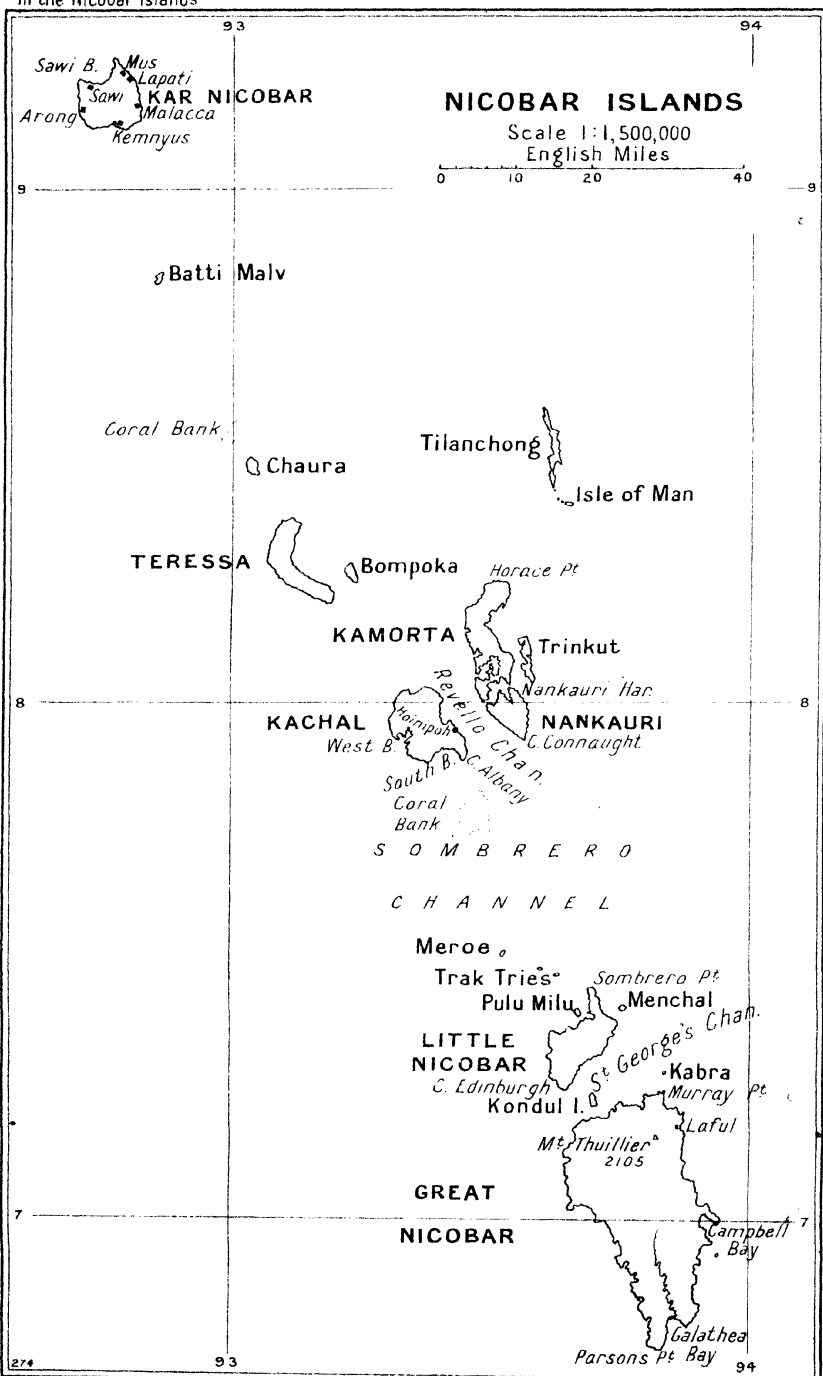 in the Nicobar Islands
93
94
Sawi B.
Mus
Lapati
Sawi
KAR NICOBAR
Arong
Malacca
Kemnyus
NICOBAR ISLANDS
Scale 1:1,500,000
English Miles
0 10 20 40
9
9
Batti Malv
Coral Bank
Chaura
Tilanchong
Isle of Man
TERESSA
Bompoka
Horace Pt
KAMORTA
Trinkut
Nankauri Har.
8
8
KACHAL
Hoinipoh
Revello Chan.
NANKAURI
West B.
C. Connaught
South B.
C. Albany
Coral
Bank
SOMBRERO
CHANNEL
Meroe
Trak Tries
Sombrero Pt.
Pulu Milu
Menchal
LITTLE
NICOBAR
St. George's Chan.
C. Edinburgh
Kabra
Kondul I.
Murray Pt
Laful
Mt. Thuillier
2105
GREAT
NICOBAR
7
7
Campbell
Bay
Galathea
Bay
Parsons Pt
274
93
94